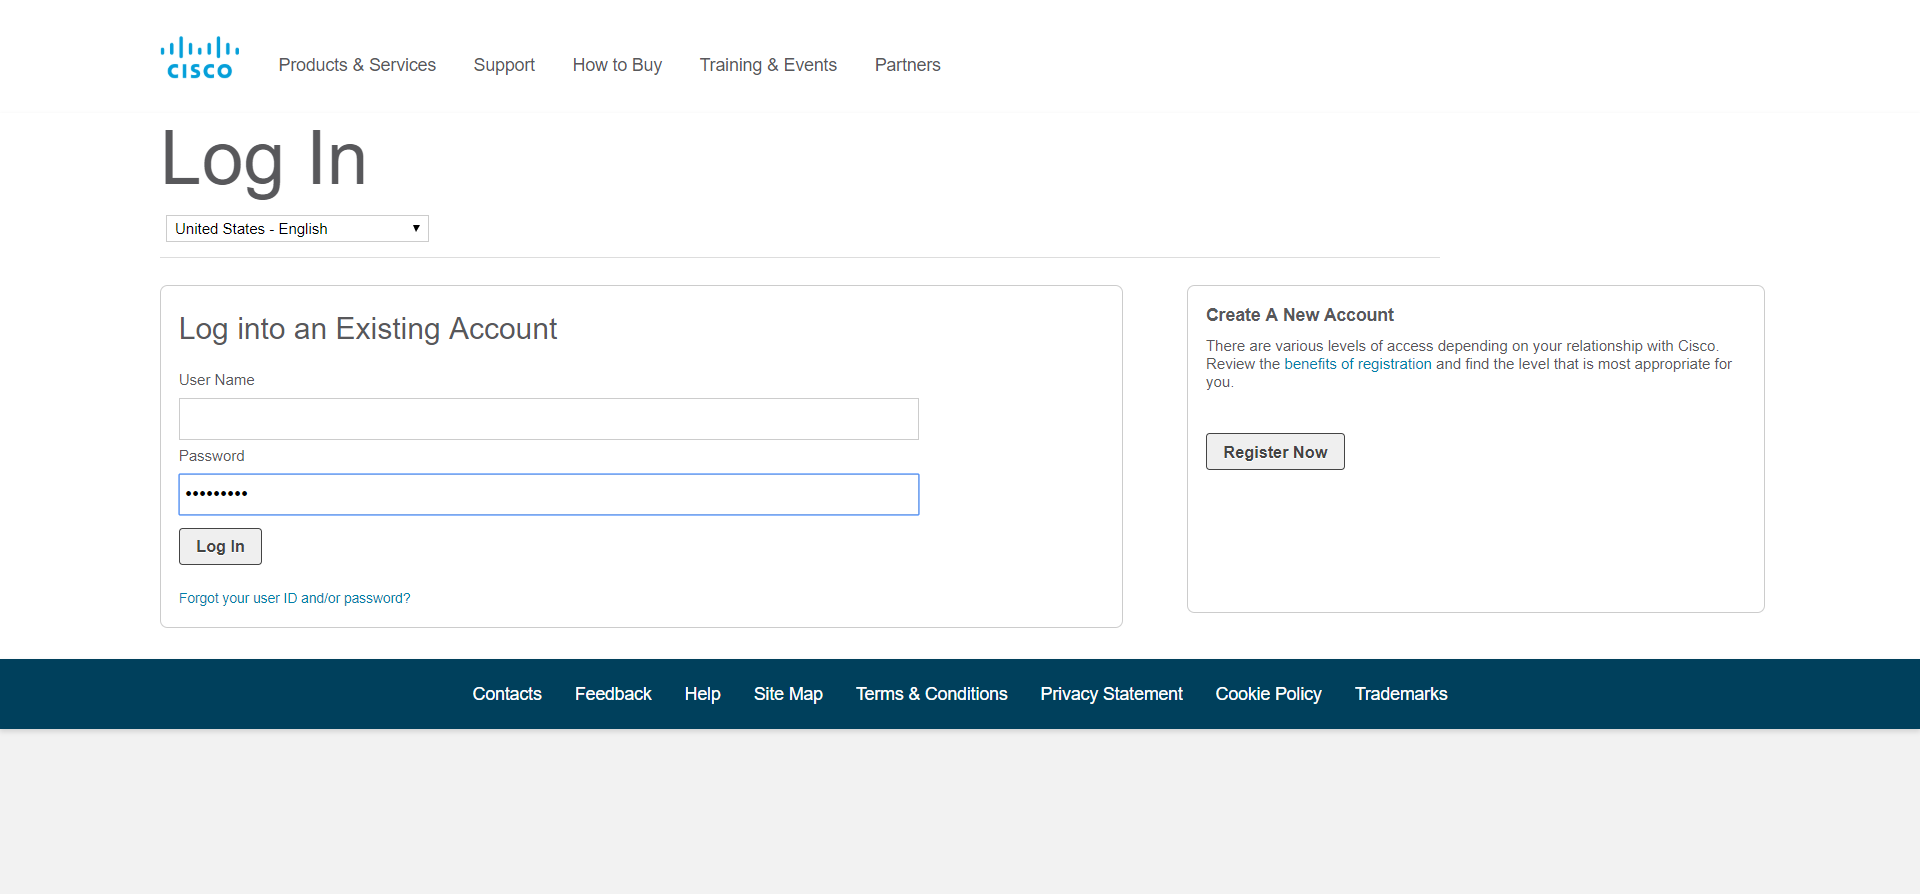 CISCO
Products & Services Support How to Buy Training & Events Partners
Log In
United States - English
Log into an Existing Account
User Name
Password
•••••••••
Log In
Forgot your user ID and/or password?
Create A New Account
There are various levels of access depending on your relationship with Cisco.
Review the benefits of registration and find the level that is most appropriate for
you.
Register Now
Contacts Feedback Help Site Map Terms & Conditions Privacy Statement Cookie Policy Trademarks